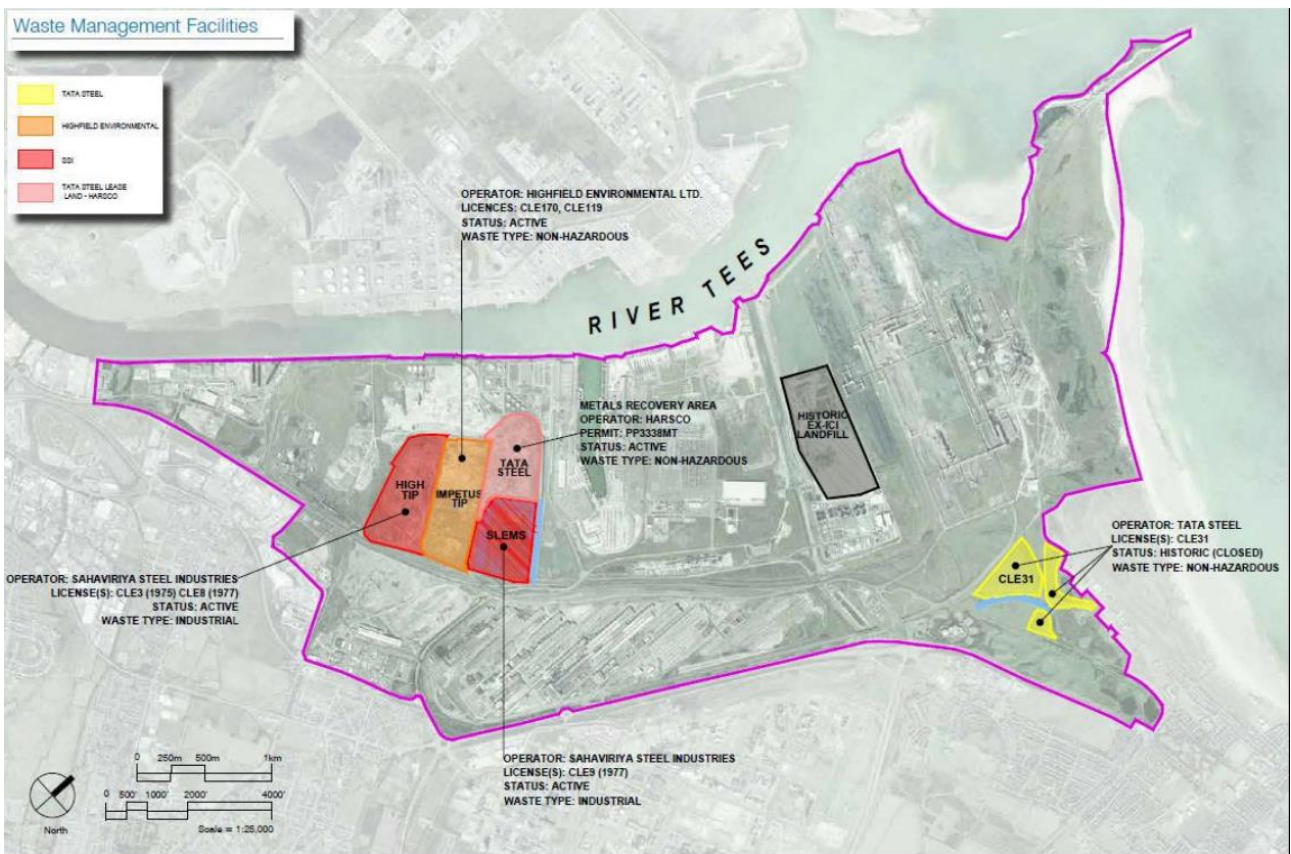 Waste Management Facilities
TATA STEEL
HIGHFIELD ENVIRONMENTAL
SSI
TATA STEEL LEASE
LAND - HARSCO
OPERATOR: HIGHFIELD ENVIRONMENTAL LTD.
LICENCES: CLE170, CLE119
STATUS: ACTIVE
WASTE TYPE: NON-HAZARDOUS
RIVER TEES
METALS RECOVERY AREA
OPERATOR: HARSCO
PERMIT: PP3338MT
STATUS: ACTIVE
WASTE TYPE: NON-HAZARDOUS
HISTORIC
EX-ICI
LANDFILL
HIGH
TIP
IMPETUS
TIP
TATA
STEEL
SLEMS
OPERATOR: TATA STEEL
LICENSE(S): CLE31
STATUS: HISTORIC (CLOSED)
WASTE TYPE: NON-HAZARDOUS
CLE31
OPERATOR: SAHAVIRIYA STEEL INDUSTRIES
LICENSE(S): CLE3 (1975) CLE8 (1977)
STATUS: ACTIVE
WASTE TYPE: INDUSTRIAL
OPERATOR: SAHAVIRIYA STEEL INDUSTRIES
LICENSE(S): CLE9 (1977)
STATUS: ACTIVE
WASTE TYPE: INDUSTRIAL
0 250m 500m 1km
0 500' 1000' 2000' 4000'
Scale = 1:25,000
North